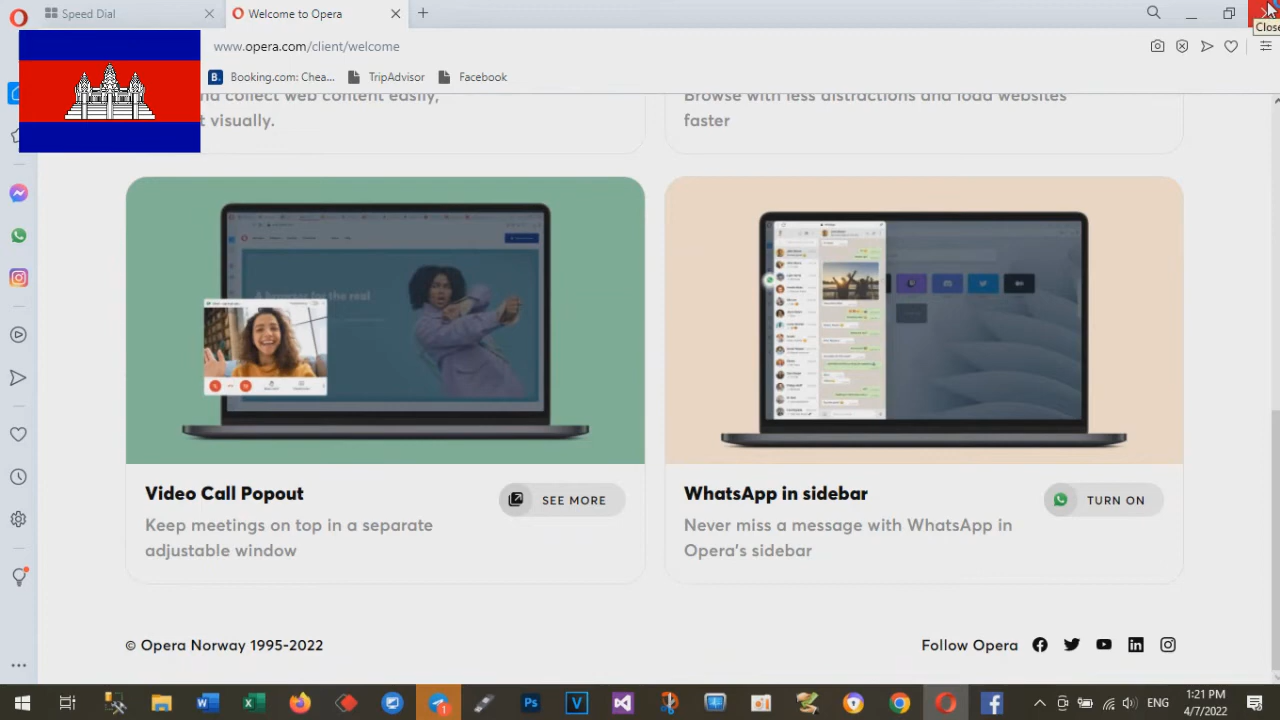 Speed Dial
Welcome to Opera
Close
www.opera.com/client/welcome
Booking.com: Chea...
TripAdvisor
Facebook
and collect web content easily,
visually.
Browse with less distractions and load websites
faster
Video Call Popout
SEE MORE
Keep meetings on top in a separate
adjustable window
WhatsApp in sidebar
TURN ON
Never miss a message with WhatsApp in
Opera's sidebar
© Opera Norway 1995-2022
Follow Opera
ENG
1:21 PM
4/7/2022